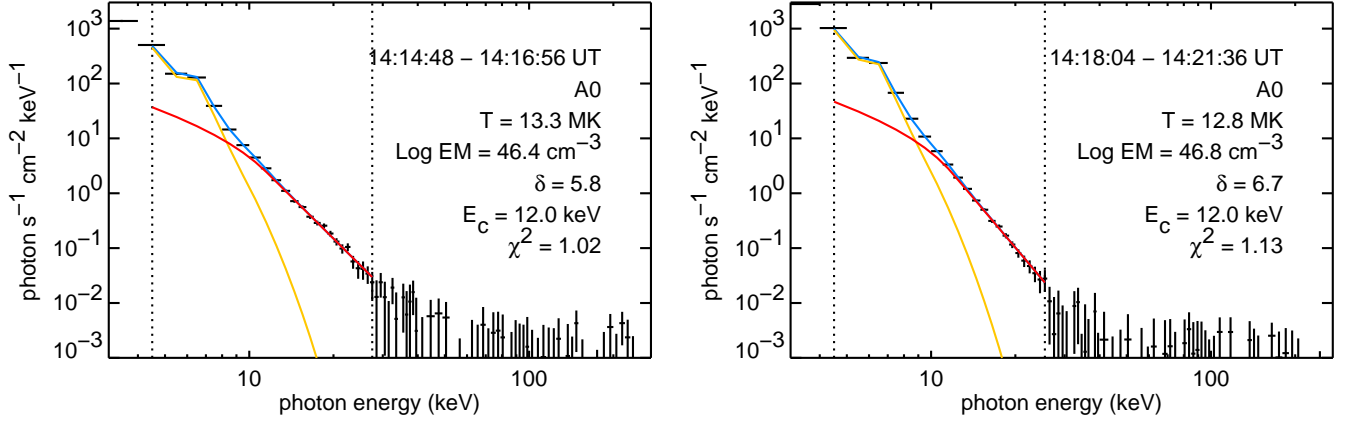 photon s⁻¹ cm⁻² keV⁻¹
10³
10²
10¹
10⁰
10⁻¹
10⁻²
10⁻³
14:14:48 − 14:16:56 UT
A0
T = 13.3 MK
Log EM = 46.4 cm⁻³
δ = 5.8
E_c = 12.0 keV
χ² = 1.02
10 100
photon energy (keV)
photon s⁻¹ cm⁻² keV⁻¹
10³
10²
10¹
10⁰
10⁻¹
10⁻²
10⁻³
14:18:04 − 14:21:36 UT
A0
T = 12.8 MK
Log EM = 46.8 cm⁻³
δ = 6.7
E_c = 12.0 keV
χ² = 1.13
10 100
photon energy (keV)